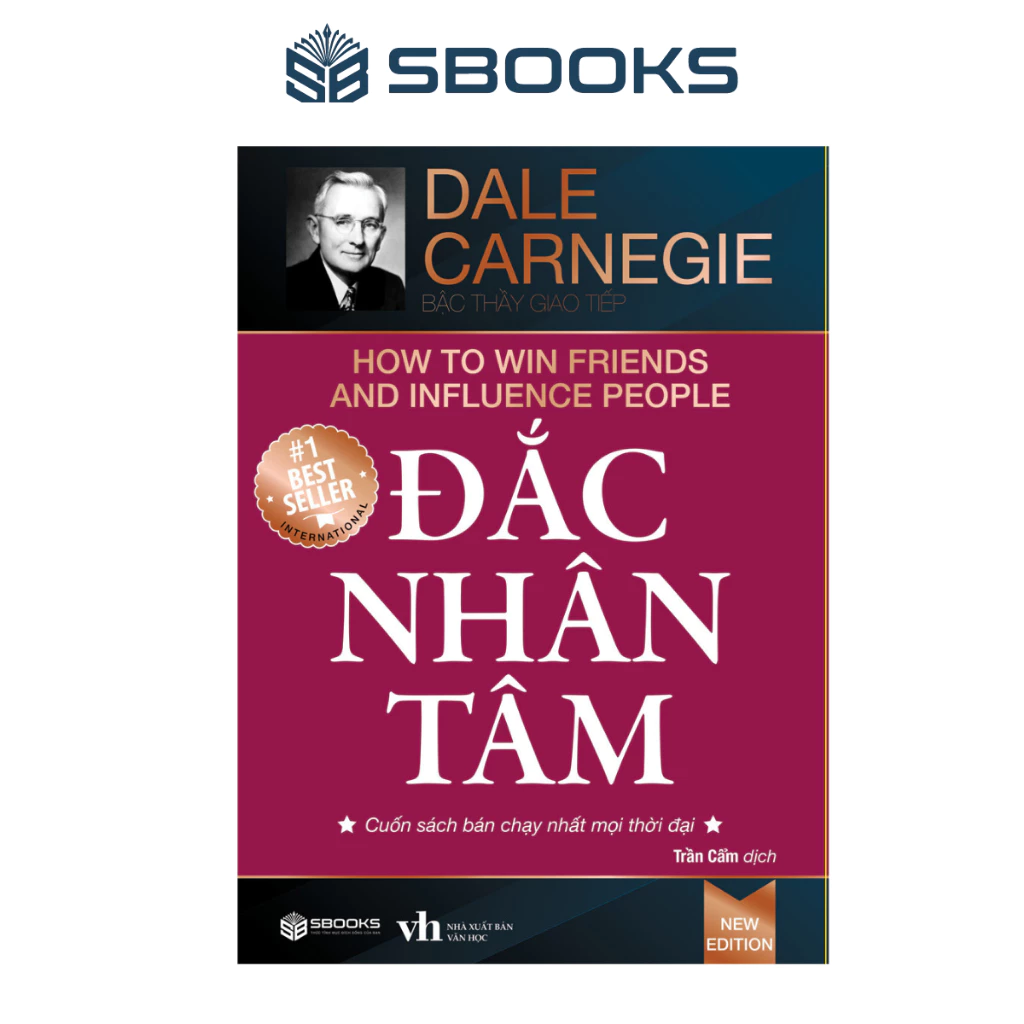 SBOOKS
DALE
CARNEGIE
BẬC THẦY GIAO TIẾP
HOW TO WIN FRIENDS
AND INFLUENCE PEOPLE
#1
BEST
SELLER
INTERNATIONAL
ĐẮC
NHÂN
TÂM
Cuốn sách bán chạy nhất mọi thời đại
Trần Cẩm dịch
SBOOKS
vh
NHÀ XUẤT BẢN
VĂN HỌC
NEW
EDITION